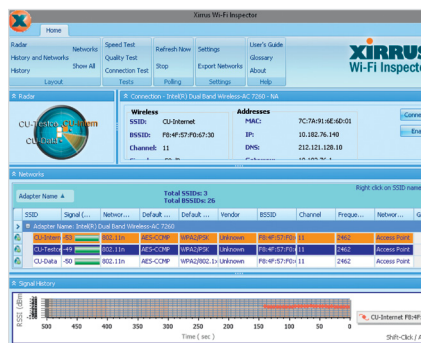 Xirrus Wi-Fi Inspector
Home
Radar
Networks
Speed Test
Refresh Now
Settings
User's Guide
History and Networks
Quality Test
Glossary
History
Show All
Connection Test
Stop
Export Networks
About
Layout
Tests
Polling
Settings
Help
XIRRUS
Wi-Fi Inspector
Radar
Connection - Intel(R) Dual Band Wireless-AC 7260 - NA
Wireless
Addresses
SSID: CU-Internet
MAC: 7C:7A:91:6E:6D:01
BSSID: F8:4F:57:F0:67:30
IP: 10.182.76.140
Channel: 11
DNS: 212.121.128.10
CU-Data
Networks
Adapter Name
Total SSIDs: 3
Total BSSIDs: 26
Right click on SSID name
SSID Signal (... Networ... Default ... Default ... Vendor BSSID Channel Freque... Networ...
Adapter Name: Intel(R) Dual Band Wireless-AC 7260
CU-Intern -53 802.11n AES-CCMP WPA2/PSK Unknown F8:4F:57:F0: 11 2462 Access Point
CU-Testce -49 802.11n AES-CCMP WPA2/PSK Unknown F8:4F:57:F0: 11 2462 Access Point
CU-Data -50 802.11n AES-CCMP WPA2/802.1x Unknown F8:4F:57:F0: 11 2462 Access Point
Signal History
RSSI (dBm)
500 450 400 350 300 250 200 150 100 50 0
Time ( sec )
CU-Internet F8:4F:
Shift-Click / A